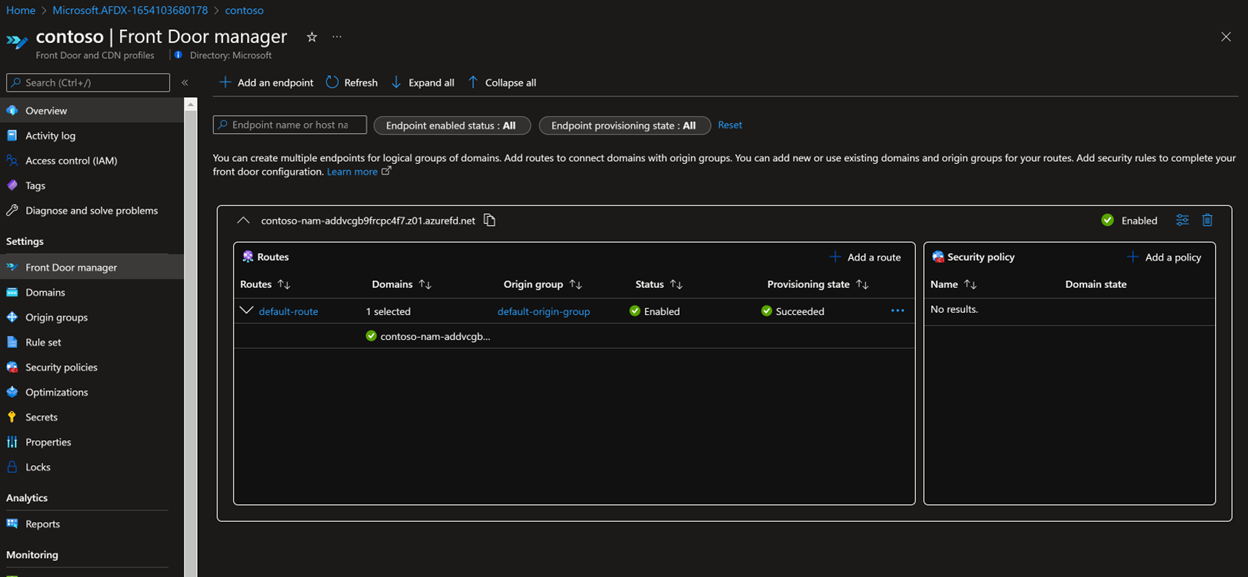 Home > Microsoft.AFDX-1654103680178 > contoso
contoso | Front Door manager ☆ ···
Front Door and CDN profiles | Directory: Microsoft
Search (Ctrl+/) «
Overview
Activity log
Access control (IAM)
Tags
Diagnose and solve problems
Settings
Front Door manager
Domains
Origin groups
Rule set
Security policies
Optimizations
Secrets
Properties
Locks
Analytics
Reports
Monitoring
+ Add an endpoint Refresh Expand all Collapse all
Endpoint name or host na Endpoint enabled status : All Endpoint provisioning state : All Reset
You can create multiple endpoints for logical groups of domains. Add routes to connect domains with origin groups. You can add new or use existing domains and origin groups for your routes. Add security rules to complete your
front door configuration. Learn more
contoso-nam-addvcgb9frcpc4f7.z01.azurefd.net Enabled
Routes + Add a route
Routes ↑↓ Domains ↑↓ Origin group ↑↓ Status ↑↓ Provisioning state ↑↓
default-route 1 selected default-origin-group Enabled Succeeded ···
contoso-nam-addvcgb...
Security policy + Add a policy
Name ↑↓ Domain state
No results.